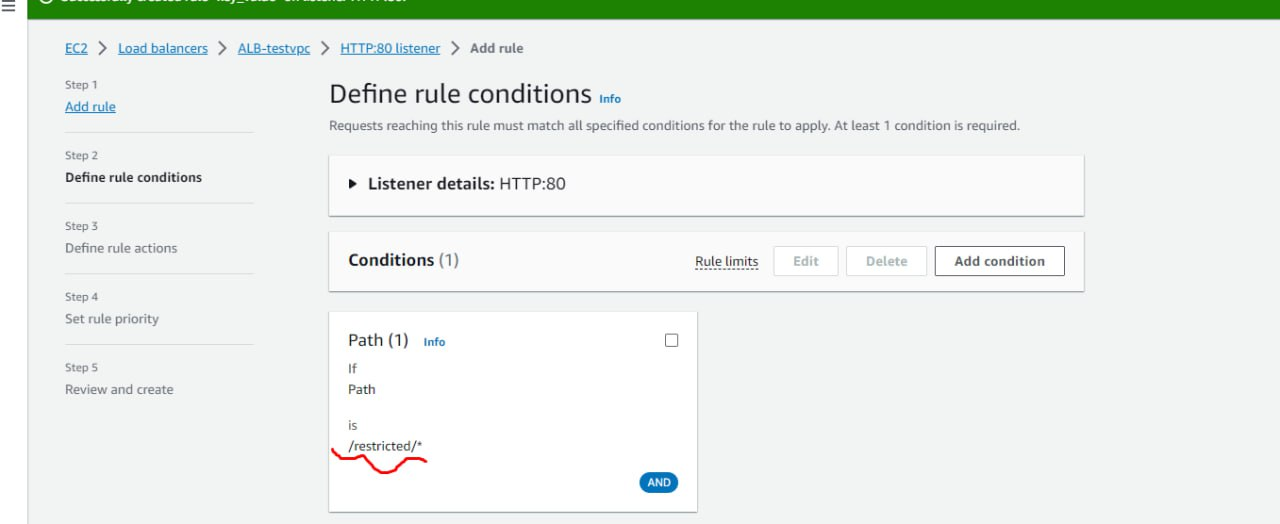 EC2 > Load balancers > ALB-testvpc > HTTP:80 listener > Add rule
Step 1
Add rule
Step 2
Define rule conditions
Step 3
Define rule actions
Step 4
Set rule priority
Step 5
Review and create
Define rule conditions Info
Requests reaching this rule must match all specified conditions for the rule to apply. At least 1 condition is required.
Listener details: HTTP:80
Conditions (1) Rule limits Edit Delete Add condition
Path (1) Info
If
Path
is
/restricted/*
AND